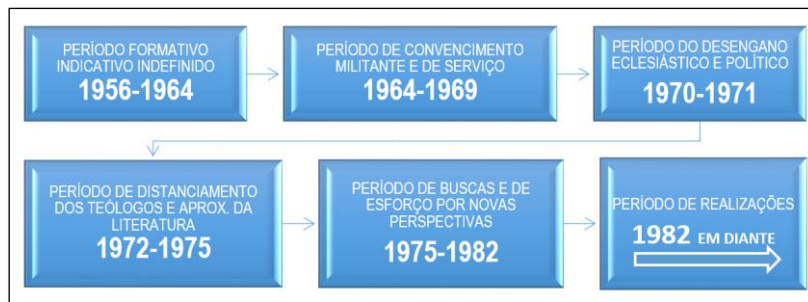 PERÍODO FORMATIVO
INDICATIVO INDEFINIDO
1956-1964
PERÍODO DE CONVENCIMENTO
MILITANTE E DE SERVIÇO
1964-1969
PERÍODO DO DESENGANO
ECLESIÁSTICO E POLÍTICO
1970-1971
PERÍODO DE DISTANCIAMENTO
DOS TEÓLOGOS E APROX. DA
LITERATURA
1972-1975
PERÍODO DE BUSCAS E DE
ESFORÇO POR NOVAS
PERSPECTIVAS
1975-1982
PERÍODO DE REALIZAÇÕES
1982 EM DIANTE